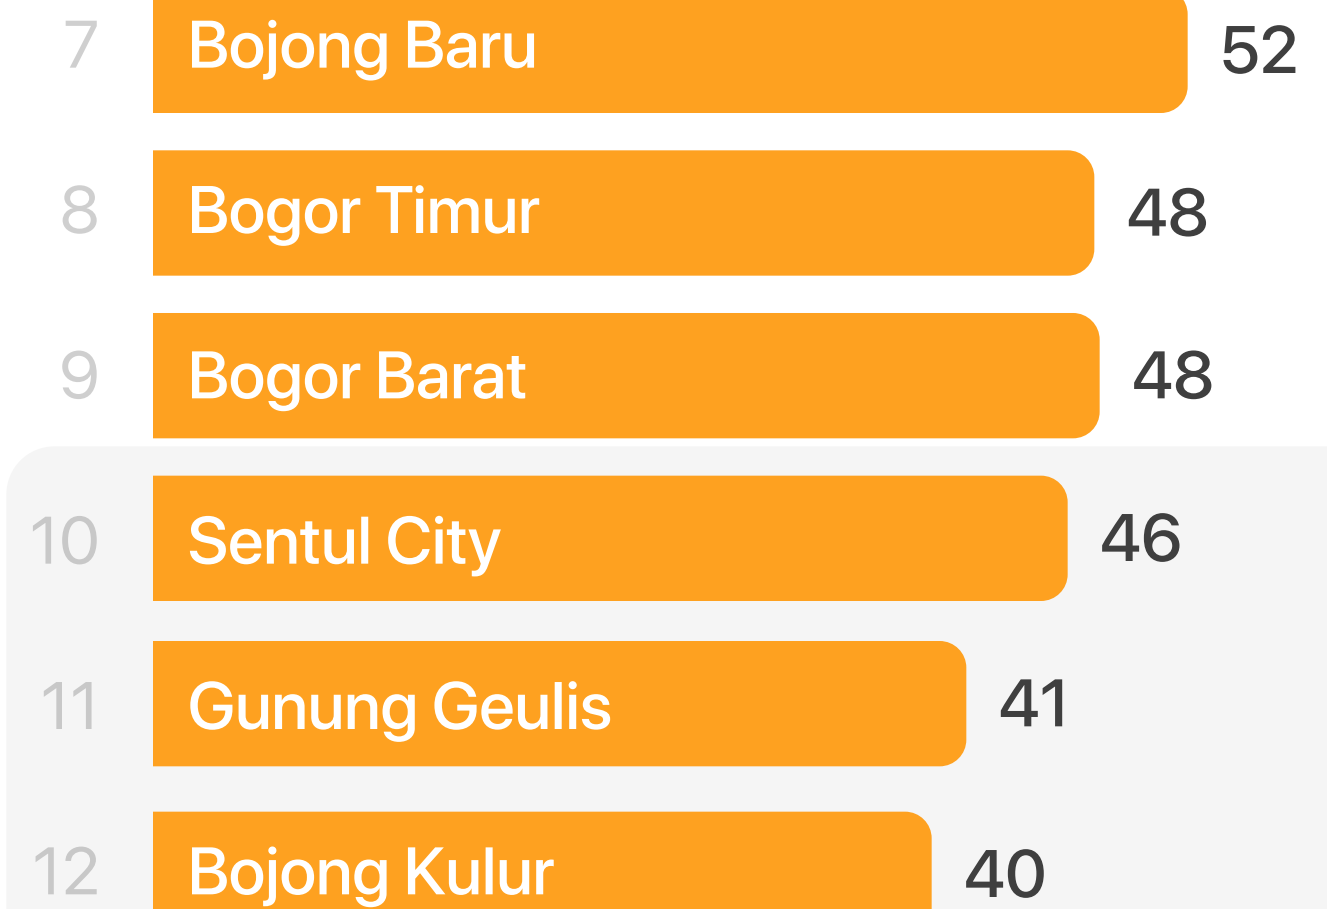 7 Bojong Baru 52
8 Bogor Timur 48
9 Bogor Barat 48
10 Sentul City 46
11 Gunung Geulis 41
12 Bojong Kulur 40